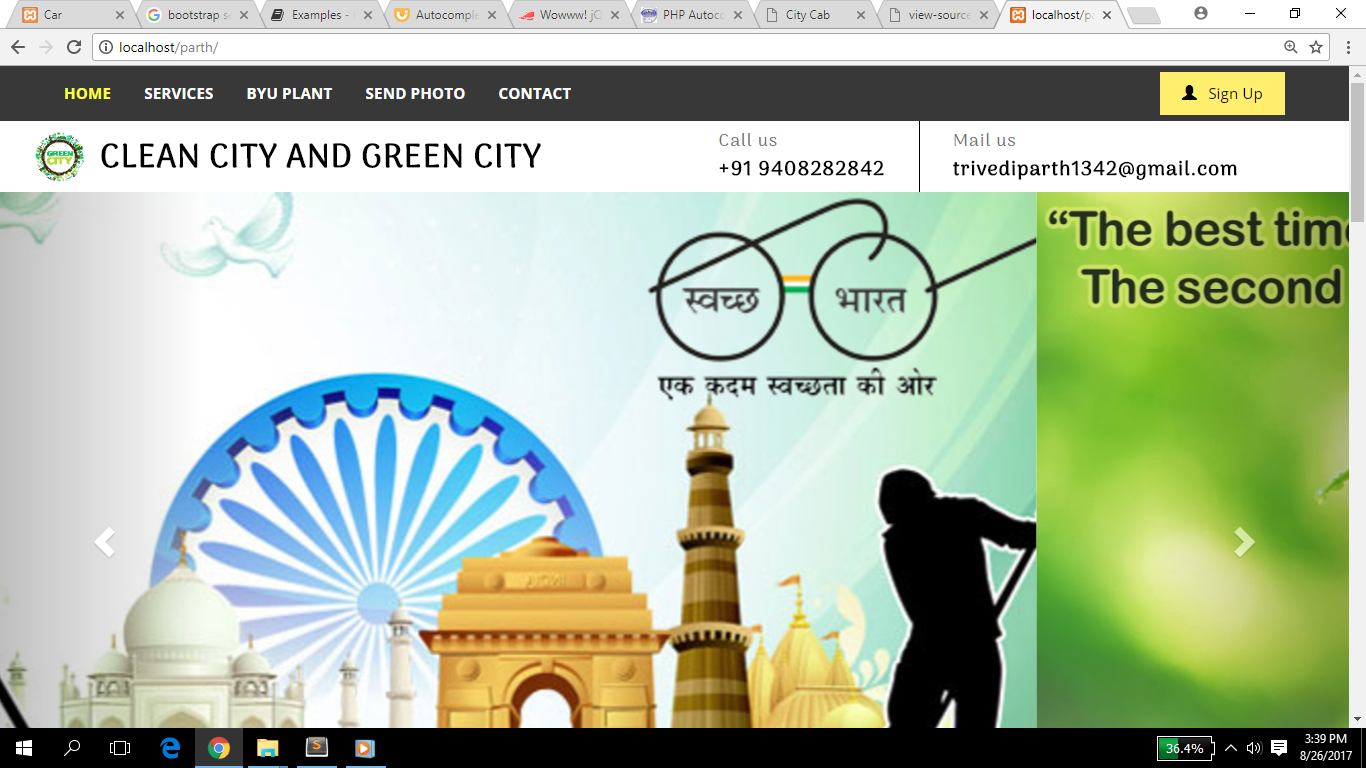 Car
bootstrap s
Examples -
Autocomple
Wowww! jC
PHP Autoco
City Cab
view-source
localhost/p
localhost/parth/
HOME SERVICES BYU PLANT SEND PHOTO CONTACT
Sign Up
GREEN
CITY
CLEAN CITY AND GREEN CITY
Call us
+91 9408282842
Mail us
trivediparth1342@gmail.com
“The best time
The second
स्वच्छ भारत
एक कदम स्वच्छता की ओर
36.4%
3:39 PM
8/26/2017